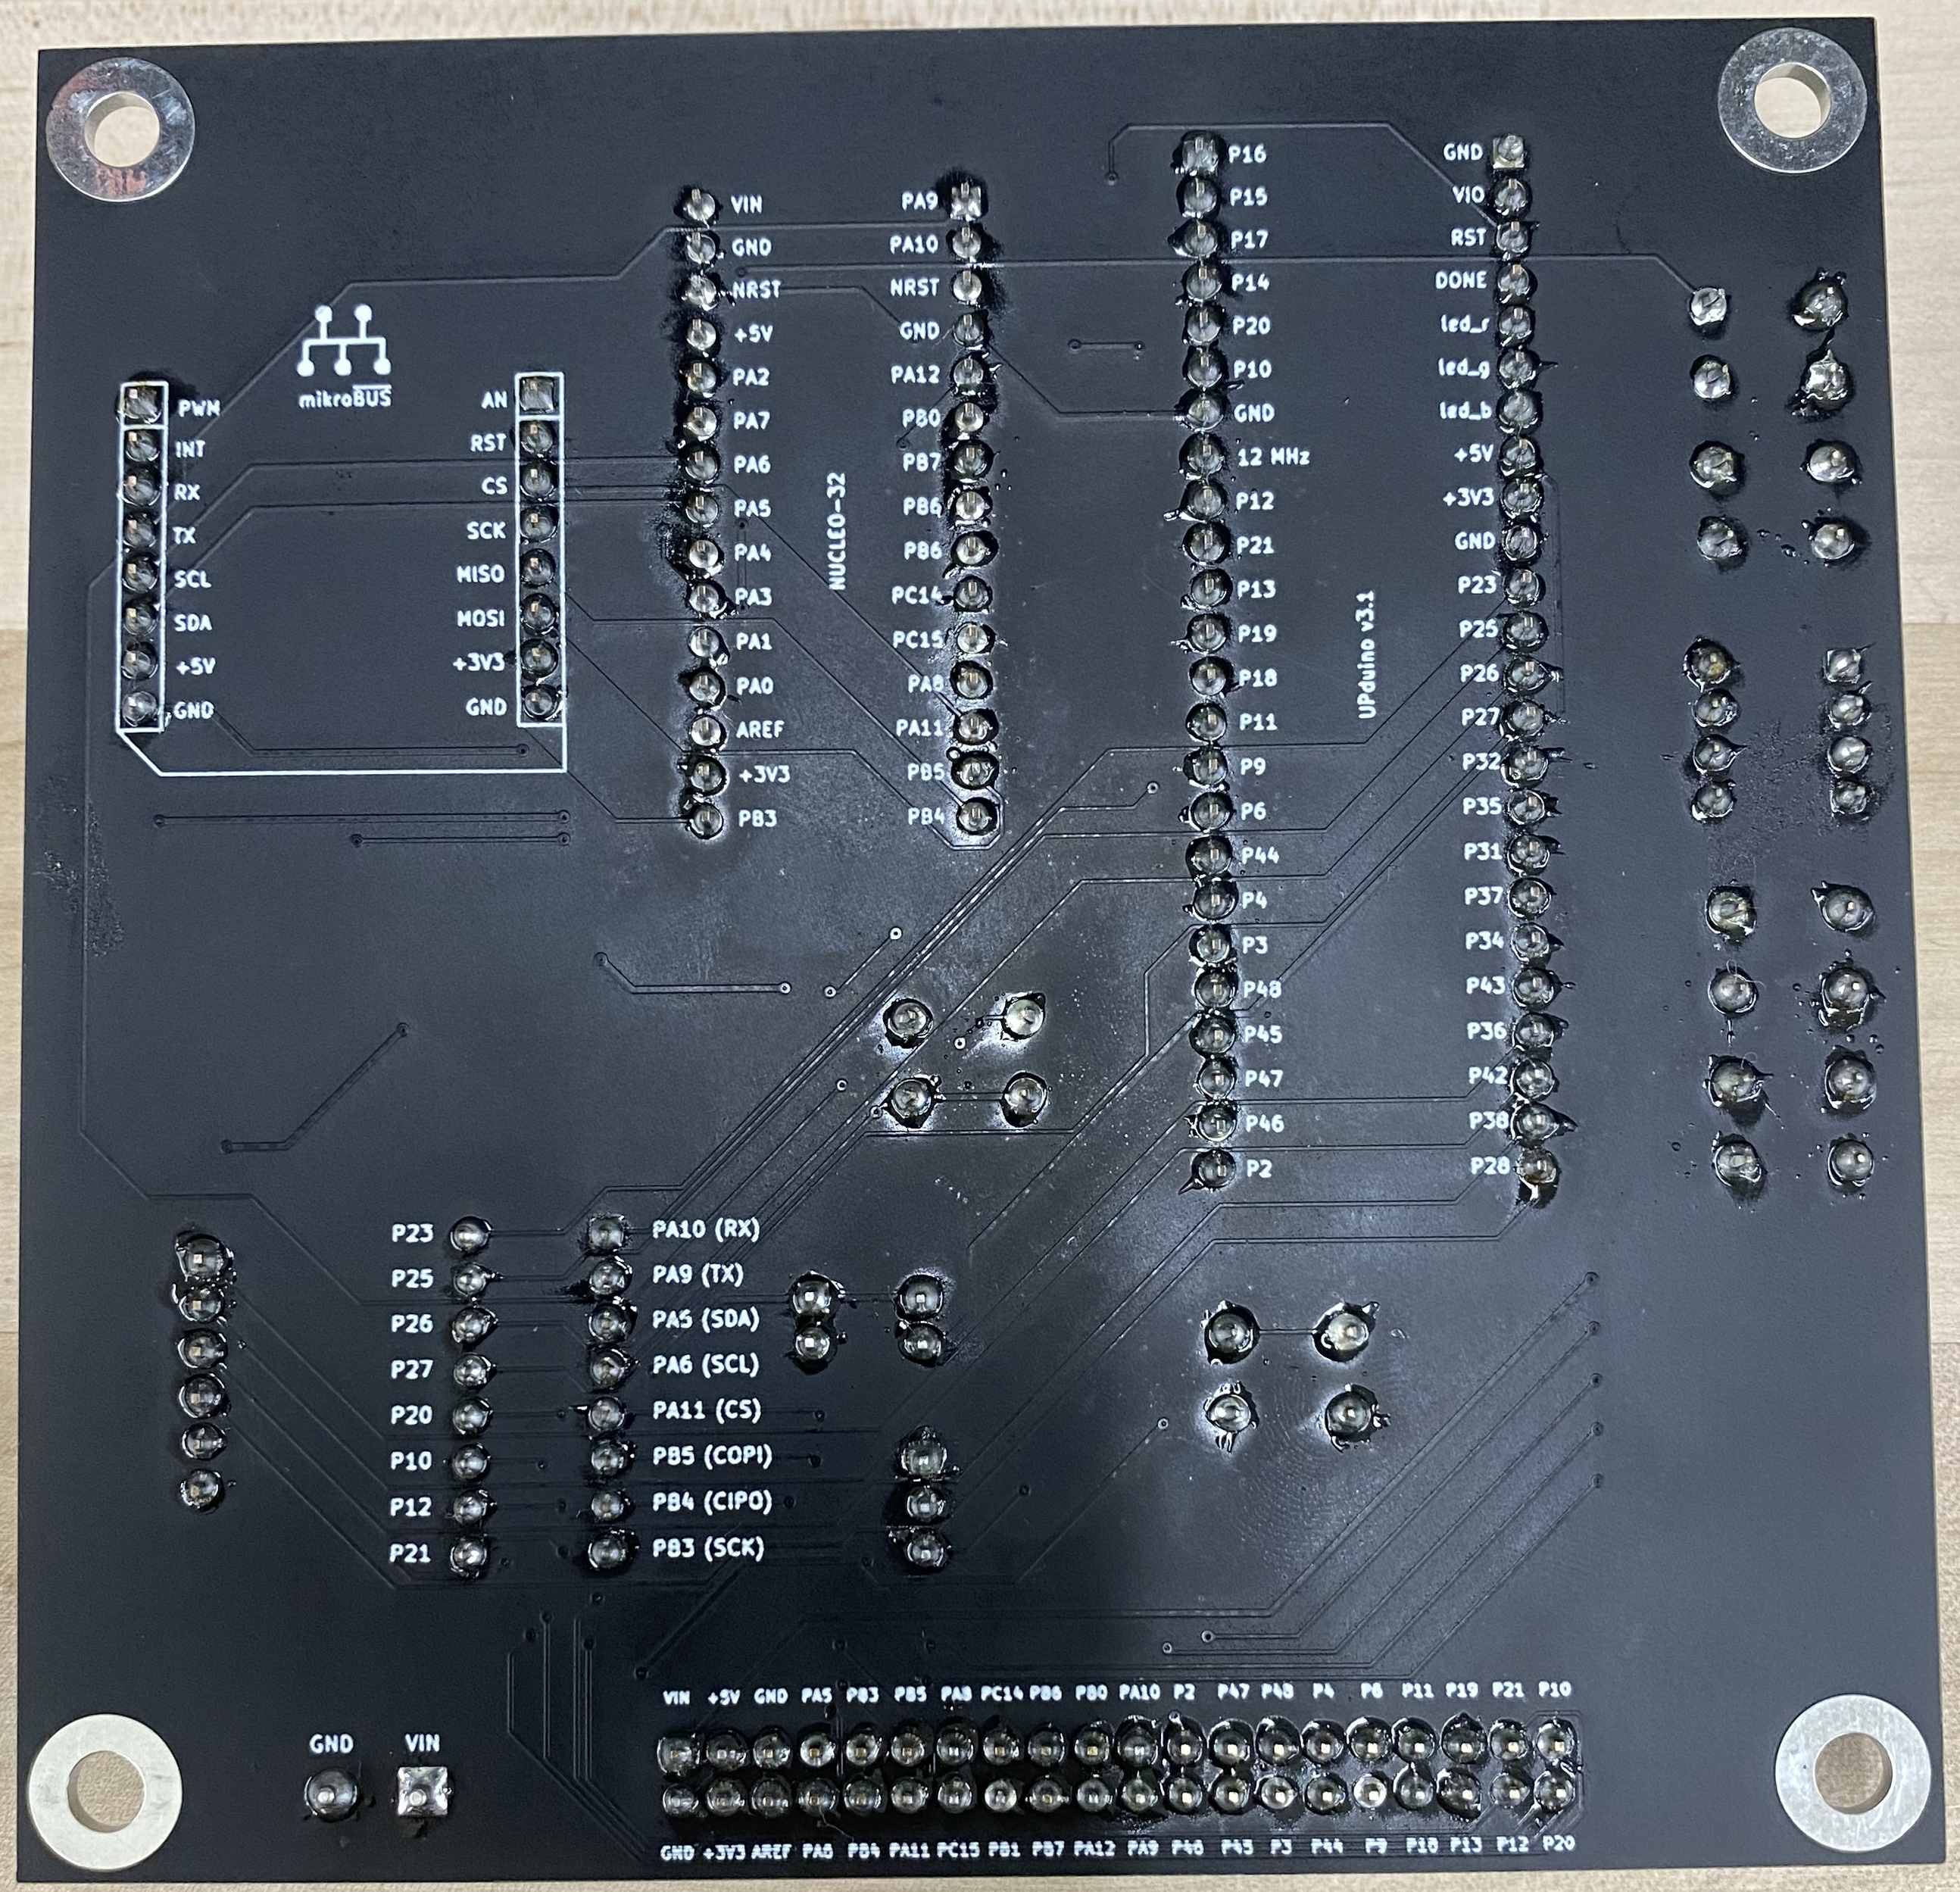 mikroBUS
PWM
INT
RX
TX
SCL
SDA
+5V
GND
AN
RST
CS
SCK
MISO
MOSI
+3V3
GND
VIN
GND
NRST
+5V
PA2
PA7
PA6
PA5
PA4
PA3
PA1
PA0
AREF
+3V3
PB3
NUCLEO-32
PA9
PA10
NRST
GND
PA12
PB0
PB7
PB6
PB6
PC14
PC15
PA8
PA11
PB5
PB4
P16
P15
P17
P14
P20
P10
GND
12 MHz
P12
P21
P13
P19
P18
P11
P9
P6
P44
P4
P3
P48
P45
P47
P46
P2
UPduino v3.1
GND
VIO
RST
DONE
led_r
led_g
led_b
+5V
+3V3
GND
P23
P25
P26
P27
P32
P35
P31
P37
P34
P43
P36
P42
P38
P28
P23
P25
P26
P27
P20
P10
P12
P21
PA10 (RX)
PA9 (TX)
PA5 (SDA)
PA6 (SCL)
PA11 (CS)
PB5 (COPI)
PB4 (CIPO)
PB3 (SCK)
GND VIN
VIN +5V GND PA5 PB3 PB5 PA8 PC14 PB6 PB0 PA10 P2 P47 P48 P4 P6 P11 P19 P21 P10
GND +3V3 AREF PA6 PB4 PA11 PC15 PB1 PB7 PA12 PA9 P46 P45 P3 P44 P9 P18 P13 P12 P20